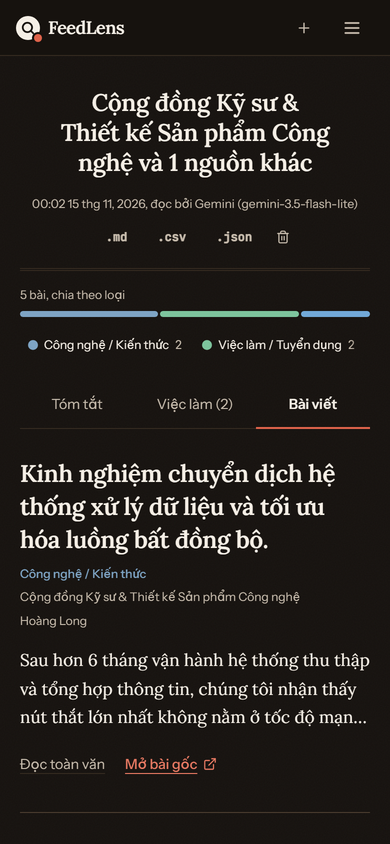 FeedLens
Cộng đồng Kỹ sư &
Thiết kế Sản phẩm Công
nghệ và 1 nguồn khác
00:02 15 thg 11, 2026, đọc bởi Gemini (gemini-3.5-flash-lite)
.md .csv .json
5 bài, chia theo loại
Công nghệ / Kiến thức 2 Việc làm / Tuyển dụng 2
Tóm tắt Việc làm (2) Bài viết
Kinh nghiệm chuyển dịch hệ
thống xử lý dữ liệu và tối ưu
hóa luồng bất đồng bộ.
Công nghệ / Kiến thức
Cộng đồng Kỹ sư & Thiết kế Sản phẩm Công nghệ
Hoàng Long
Sau hơn 6 tháng vận hành hệ thống thu thập
và tổng hợp thông tin, chúng tôi nhận thấy
nút thắt lớn nhất không nằm ở tốc độ mạn...
Đọc toàn văn Mở bài gốc